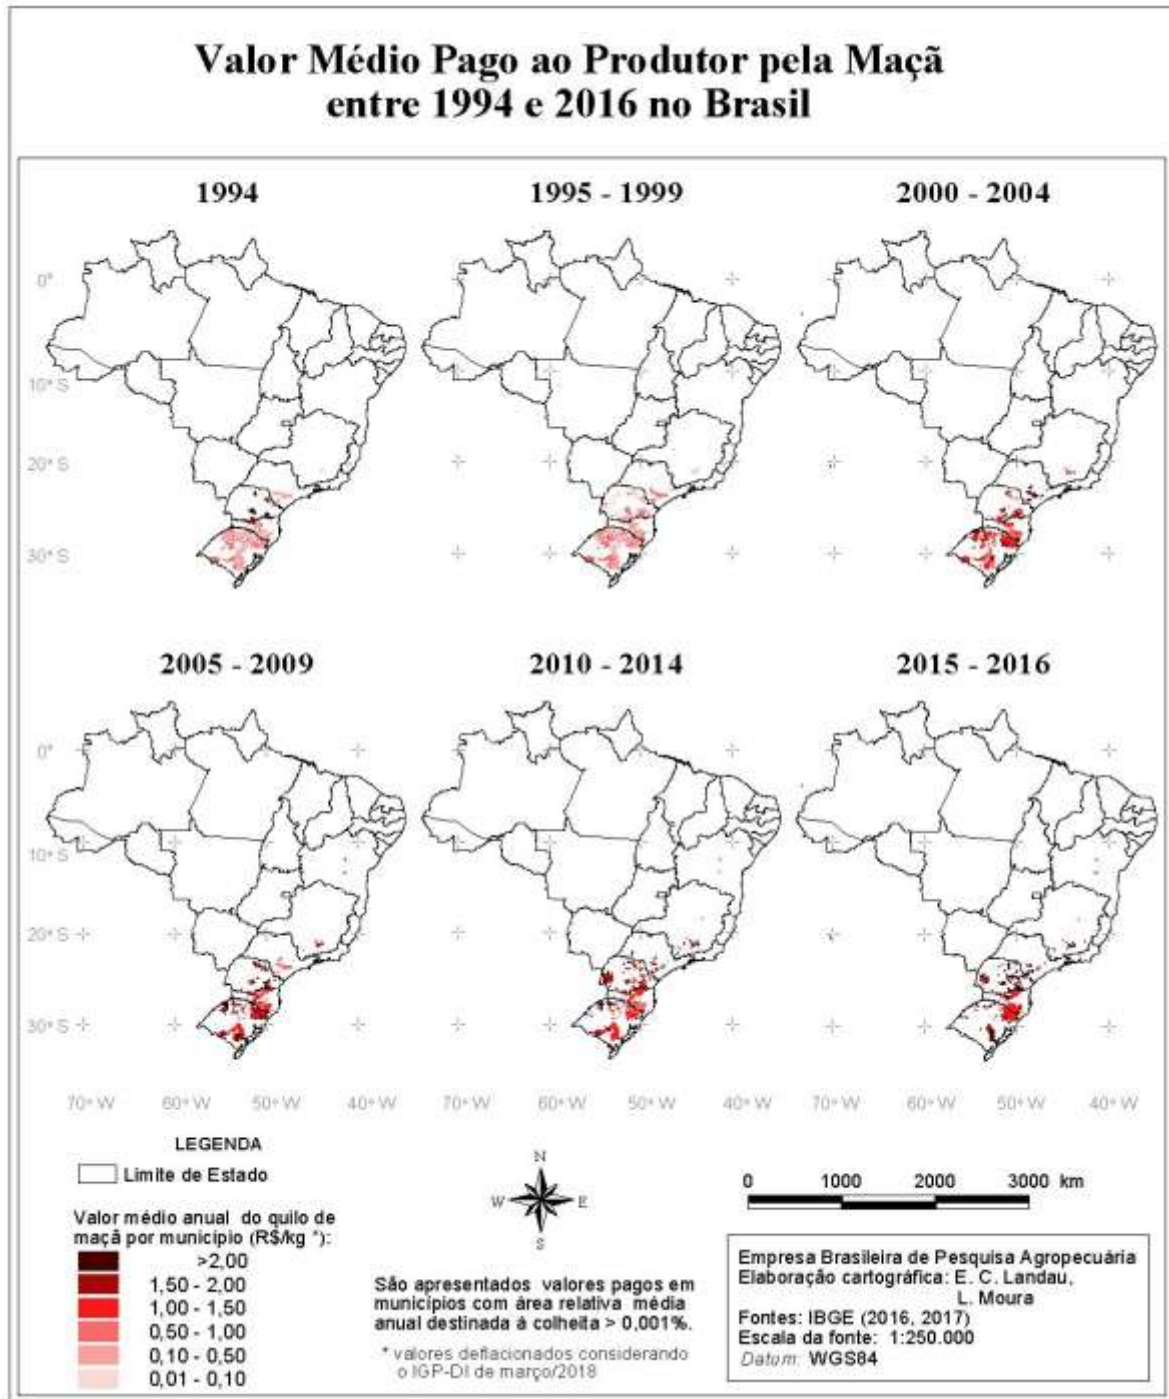 Valor Médio Pago ao Produtor pela Maçã
entre 1994 e 2016 no Brasil
1994
1995 - 1999
2000 - 2004
0°
10° S
20° S
30° S
2005 - 2009
2010 - 2014
2015 - 2016
0°
10° S
20° S
30° S
70° W 60° W 50° W 40° W
60° W 50° W 40° W
70° W 60° W 50° W 40° W
LEGENDA
Limite de Estado
Valor médio anual do quilo de
maçã por município (R$/kg *):
>2,00
1,50 - 2,00
1,00 - 1,50
0,50 - 1,00
0,10 - 0,50
0,01 - 0,10
N
W E
S
São apresentados valores pagos em
municípios com área relativa média
anual destinada à colheita > 0,001%.
* valores deflacionados considerando
o IGP-DI de março/2018
0 1000 2000 3000 km
Empresa Brasileira de Pesquisa Agropecuária
Elaboração cartográfica: E. C. Landau,
L. Moura
Fontes: IBGE (2016, 2017)
Escala da fonte: 1:250.000
Datum: WGS84